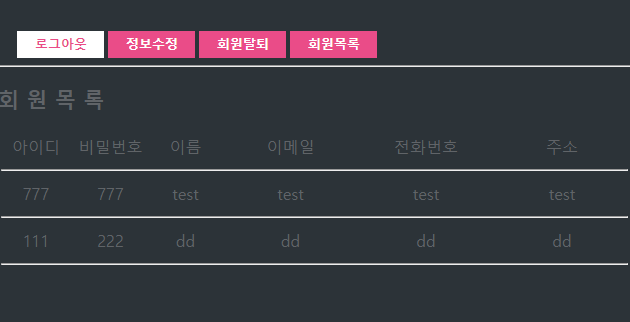 로그아웃 정보수정 회원탈퇴 회원목록
회 원 목 록
아이디 비밀번호 이름 이메일 전화번호 주소
777 777 test test test test
111 222 dd dd dd dd